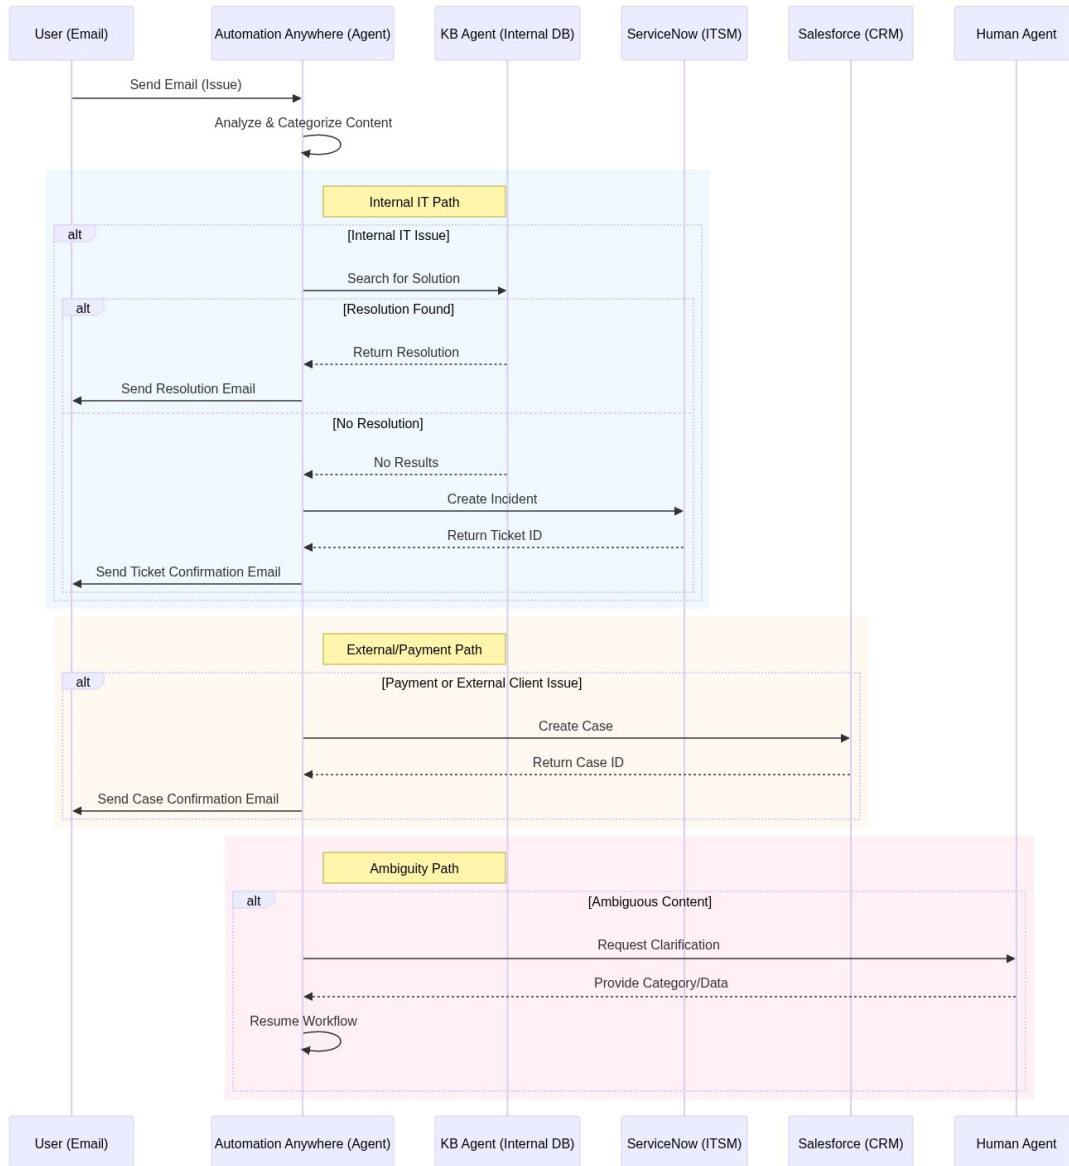 User (Email)
Automation Anywhere (Agent)
KB Agent (Internal DB)
ServiceNow (ITSM)
Salesforce (CRM)
Human Agent
Send Email (Issue)
Analyze & Categorize Content
Internal IT Path
alt
[Internal IT Issue]
Search for Solution
alt
[Resolution Found]
Return Resolution
Send Resolution Email
[No Resolution]
No Results
Create Incident
Return Ticket ID
Send Ticket Confirmation Email
External/Payment Path
alt
[Payment or External Client Issue]
Create Case
Return Case ID
Send Case Confirmation Email
Ambiguity Path
alt
[Ambiguous Content]
Request Clarification
Provide Category/Data
Resume Workflow
User (Email)
Automation Anywhere (Agent)
KB Agent (Internal DB)
ServiceNow (ITSM)
Salesforce (CRM)
Human Agent